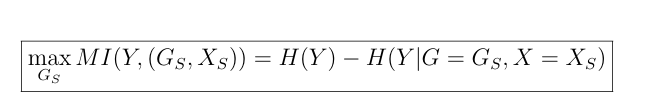 max_{G_S} MI(Y, (G_S, X_S)) = H(Y) − H(Y|G = G_S, X = X_S)